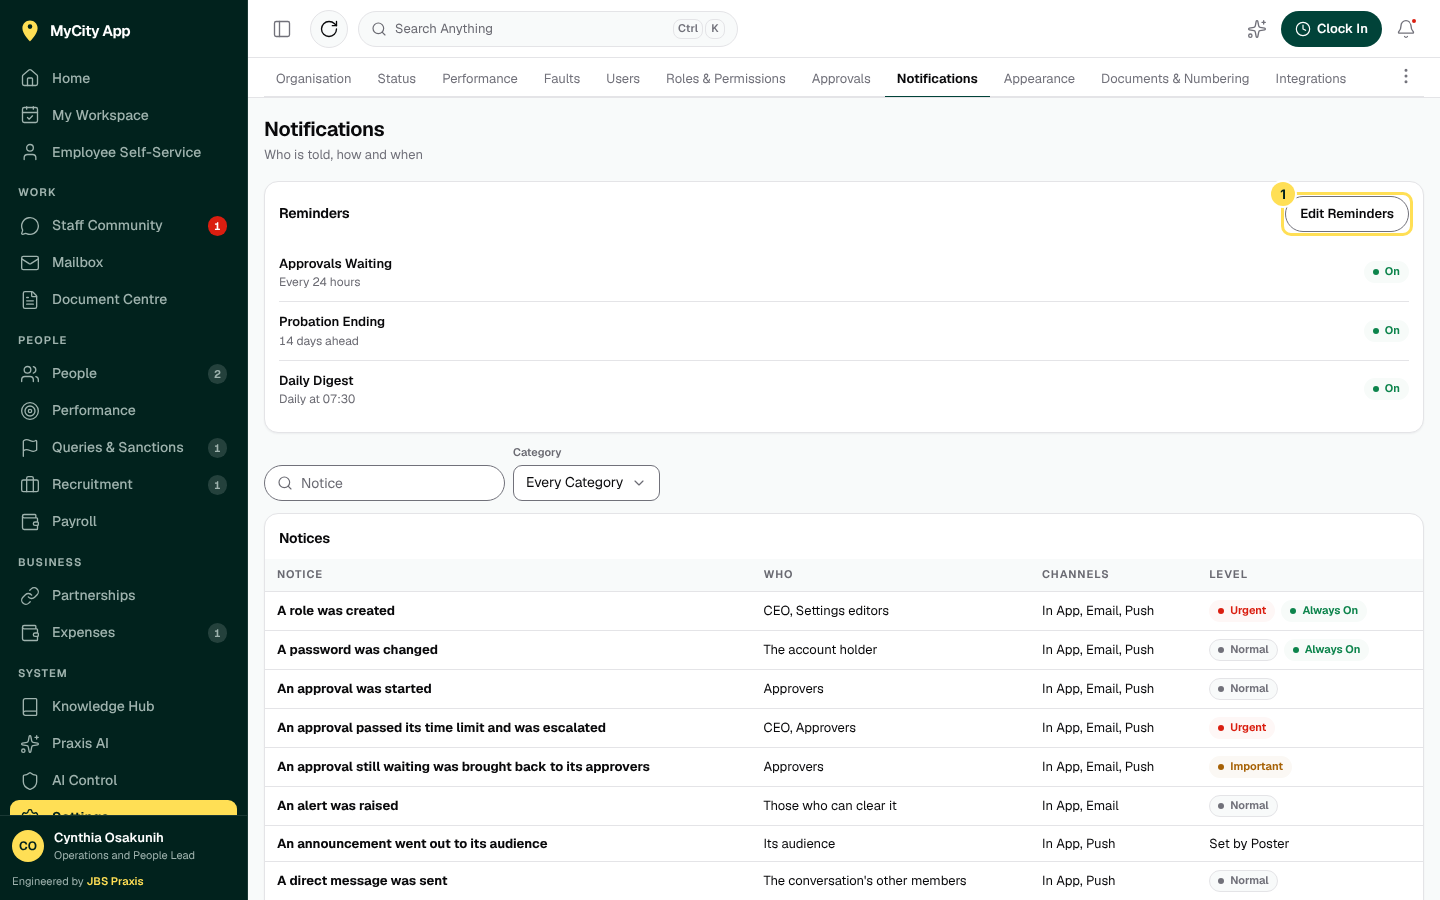 MyCity App
Home
My Workspace
Employee Self-Service
WORK
Staff Community 1
Mailbox
Document Centre
PEOPLE
People 2
Performance
Queries & Sanctions 1
Recruitment 1
Payroll
BUSINESS
Partnerships
Expenses 1
SYSTEM
Knowledge Hub
Praxis AI
AI Control
Settings
CO
Cynthia Osakunih
Operations and People Lead
Engineered by JBS Praxis
Search Anything Ctrl K
Clock In
Organisation Status Performance Faults Users Roles & Permissions Approvals Notifications Appearance Documents & Numbering Integrations
Notifications
Who is told, how and when
Reminders
1
Edit Reminders
Approvals Waiting
Every 24 hours
On
Probation Ending
14 days ahead
On
Daily Digest
Daily at 07:30
On
Category
Notice
Every Category
Notices
NOTICE WHO CHANNELS LEVEL
A role was created CEO, Settings editors In App, Email, Push Urgent Always On
A password was changed The account holder In App, Email, Push Normal Always On
An approval was started Approvers In App, Email, Push Normal
An approval passed its time limit and was escalated CEO, Approvers In App, Email, Push Urgent
An approval still waiting was brought back to its approvers Approvers In App, Email, Push Important
An alert was raised Those who can clear it In App, Email Normal
An announcement went out to its audience Its audience In App, Push Set by Poster
A direct message was sent The conversation's other members In App, Push Normal